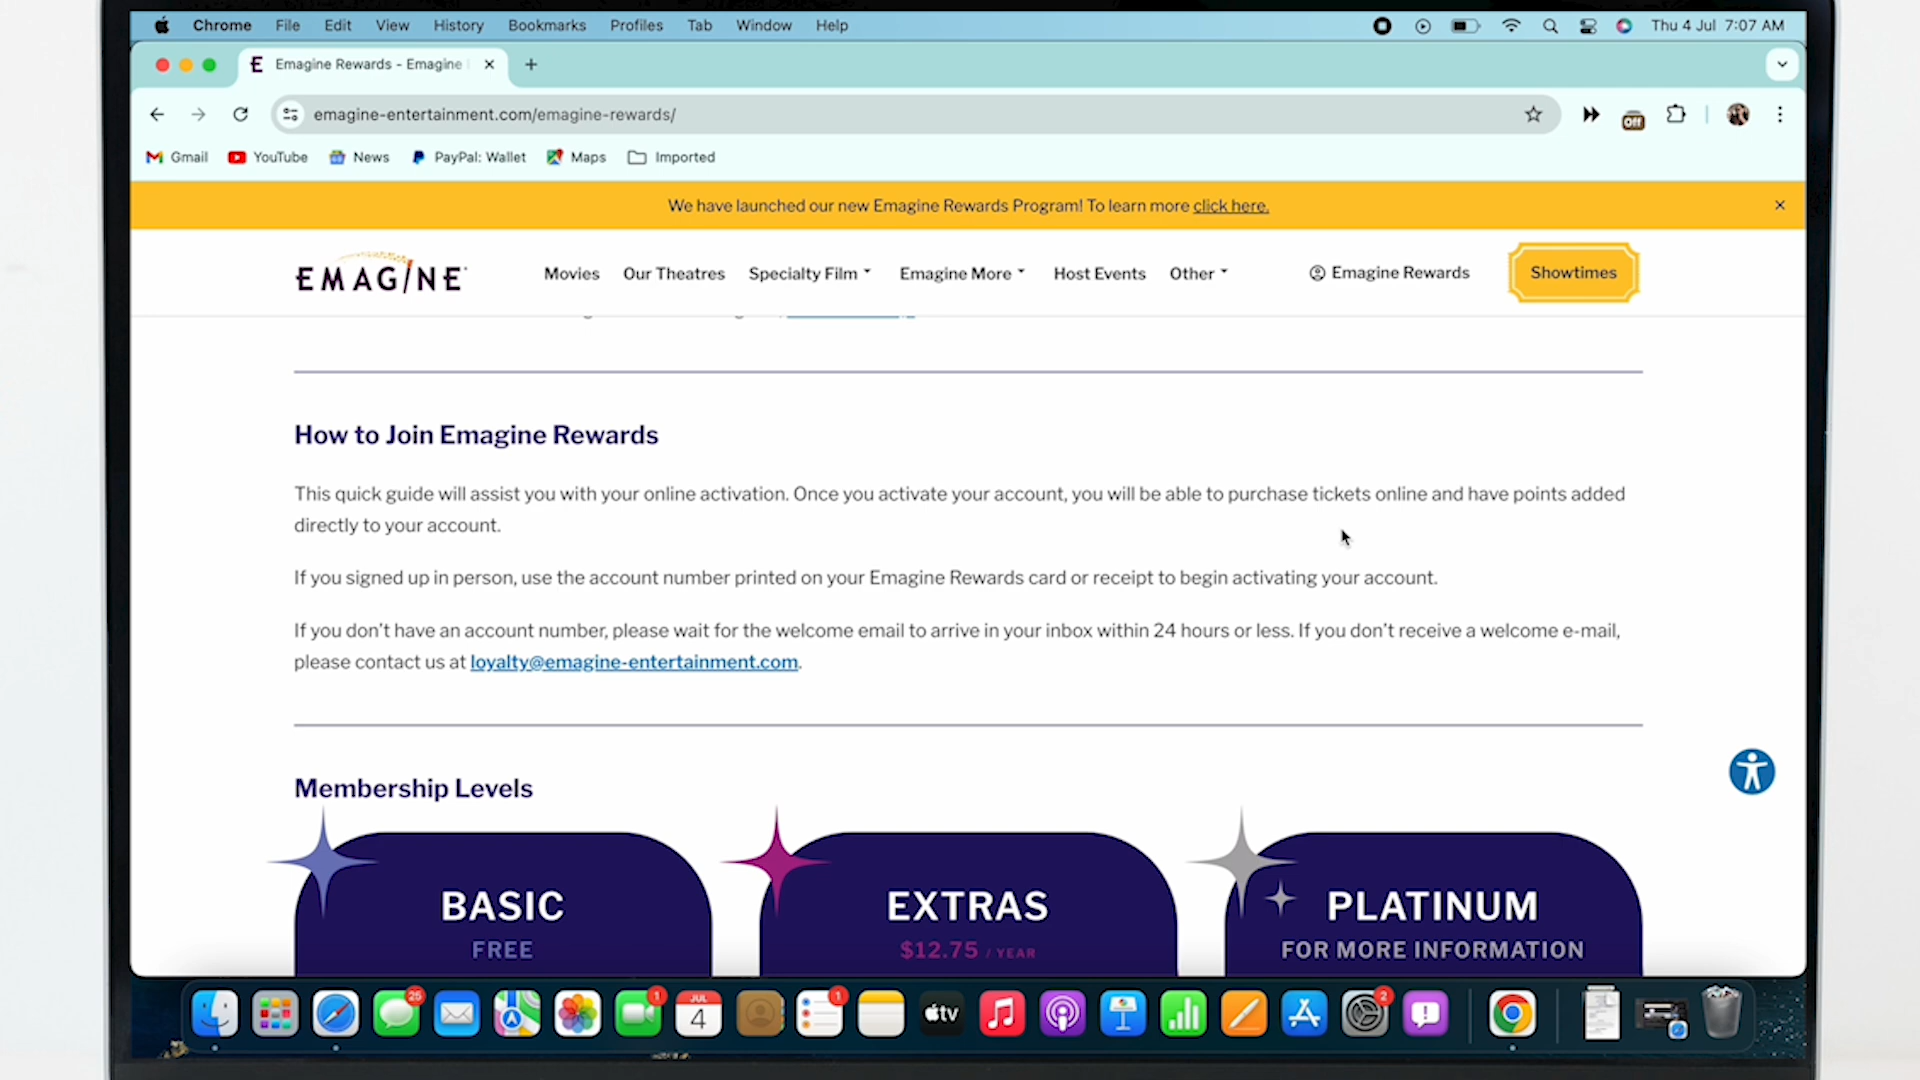 Chrome File Edit View History Bookmarks Profiles Tab Window Help Thu 4 Jul 7:07 AM
E Emagine Rewards - Emagine
emagine-entertainment.com/emagine-rewards/
Off
Gmail YouTube News PayPal: Wallet Maps Imported
We have launched our new Emagine Rewards Program! To learn more click here.
EMAGINE Movies Our Theatres Specialty Film Emagine More Host Events Other Emagine Rewards Showtimes
How to Join Emagine Rewards
This quick guide will assist you with your online activation. Once you activate your account, you will be able to purchase tickets online and have points added
directly to your account.
If you signed up in person, use the account number printed on your Emagine Rewards card or receipt to begin activating your account.
If you don't have an account number, please wait for the welcome email to arrive in your inbox within 24 hours or less. If you don't receive a welcome e-mail,
please contact us at loyalty@emagine-entertainment.com.
Membership Levels
BASIC
FREE
EXTRAS
$12.75 / YEAR
PLATINUM
FOR MORE INFORMATION
25 1 JUL 4 1 tv 2